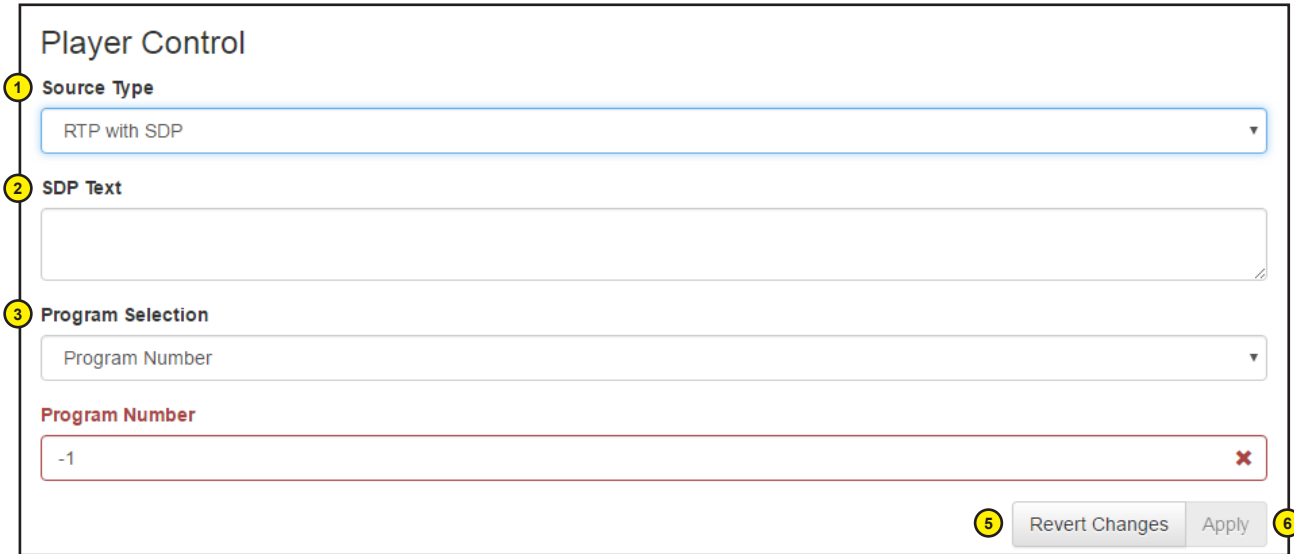 Player Control
1 Source Type
RTP with SDP
2 SDP Text
3 Program Selection
Program Number
Program Number
-1
5 Revert Changes Apply 6